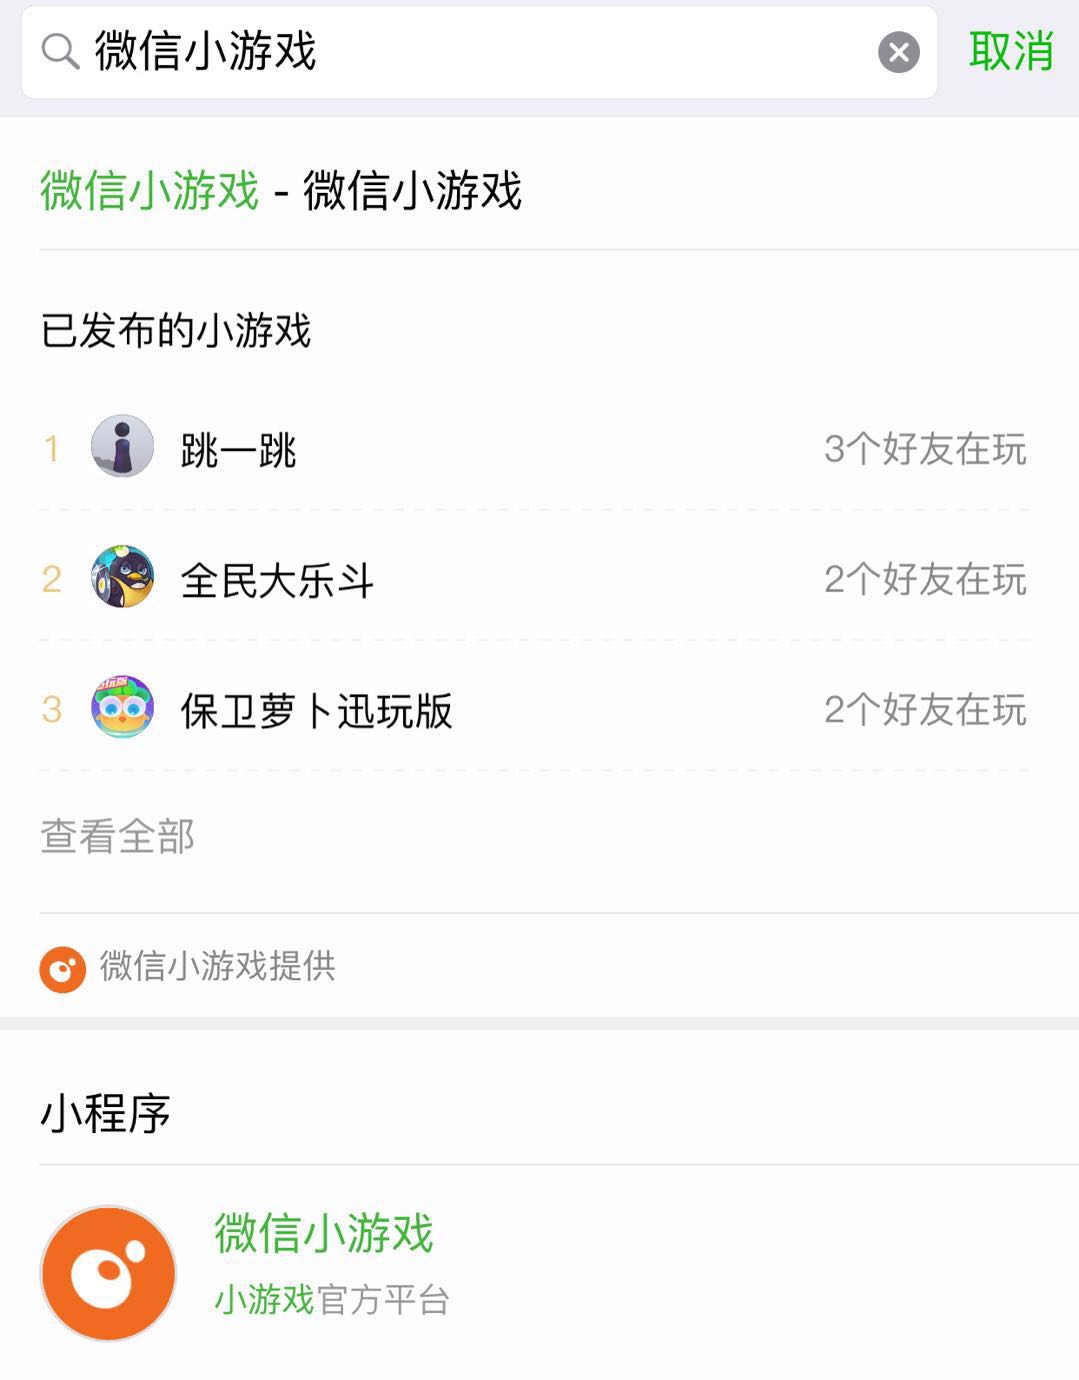 微信小游戏
取消
微信小游戏 - 微信小游戏
已发布的小游戏
1 跳一跳 3个好友在玩
2 全民大乐斗 2个好友在玩
3 保卫萝卜迅玩版 2个好友在玩
查看全部
微信小游戏提供
小程序
微信小游戏
小游戏官方平台